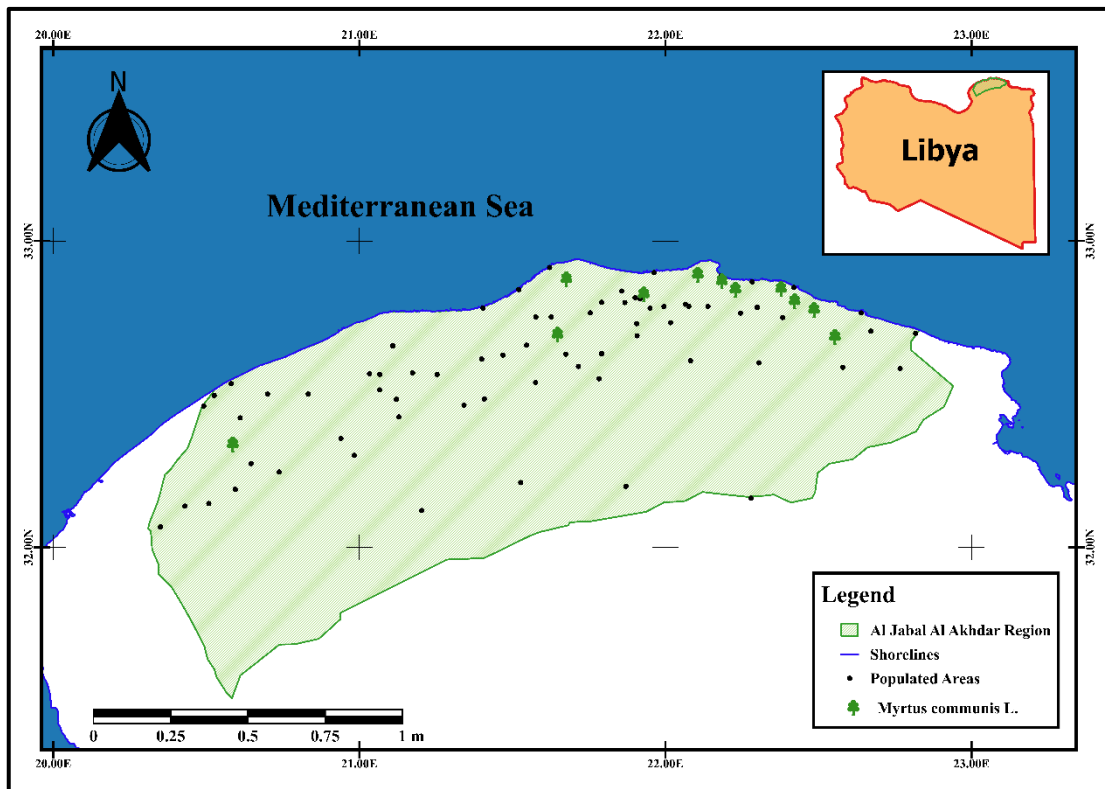 20.00E 21.00E 22.00E 23.00E
N
Libya
Mediterranean Sea
33.00N 33.00N
32.00N 32.00N
Legend
Al Jabal Al Akhdar Region
Shorelines
Populated Areas
Myrtus communis L.
0 0.25 0.5 0.75 1 m
20.00E 21.00E 22.00E 23.00E